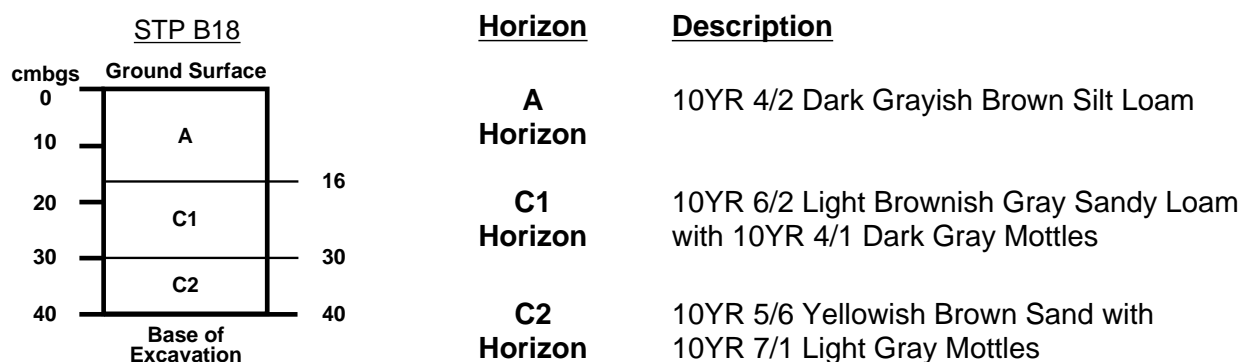 STP B18
cmbgs
Ground Surface
0
10
20
30
40
A
C1
C2
16
30
40
Base of
Excavation
Horizon
Description
A
Horizon
10YR 4/2 Dark Grayish Brown Silt Loam
C1
Horizon
10YR 6/2 Light Brownish Gray Sandy Loam
with 10YR 4/1 Dark Gray Mottles
C2
Horizon
10YR 5/6 Yellowish Brown Sand with
10YR 7/1 Light Gray Mottles